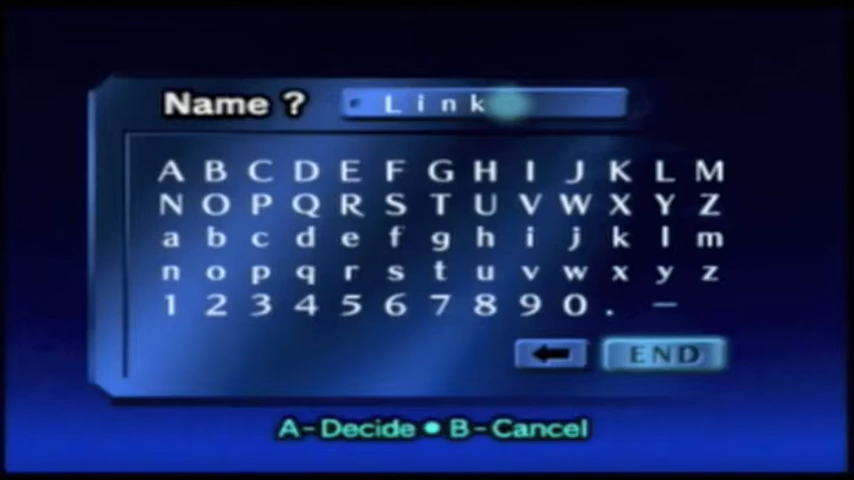 Name ? Link
A B C D E F G H I J K L M
N O P Q R S T U V W X Y Z
a b c d e f g h i j k l m
n o p q r s t u v w x y z
1 2 3 4 5 6 7 8 9 0 . -
END
A-Decide • B-Cancel